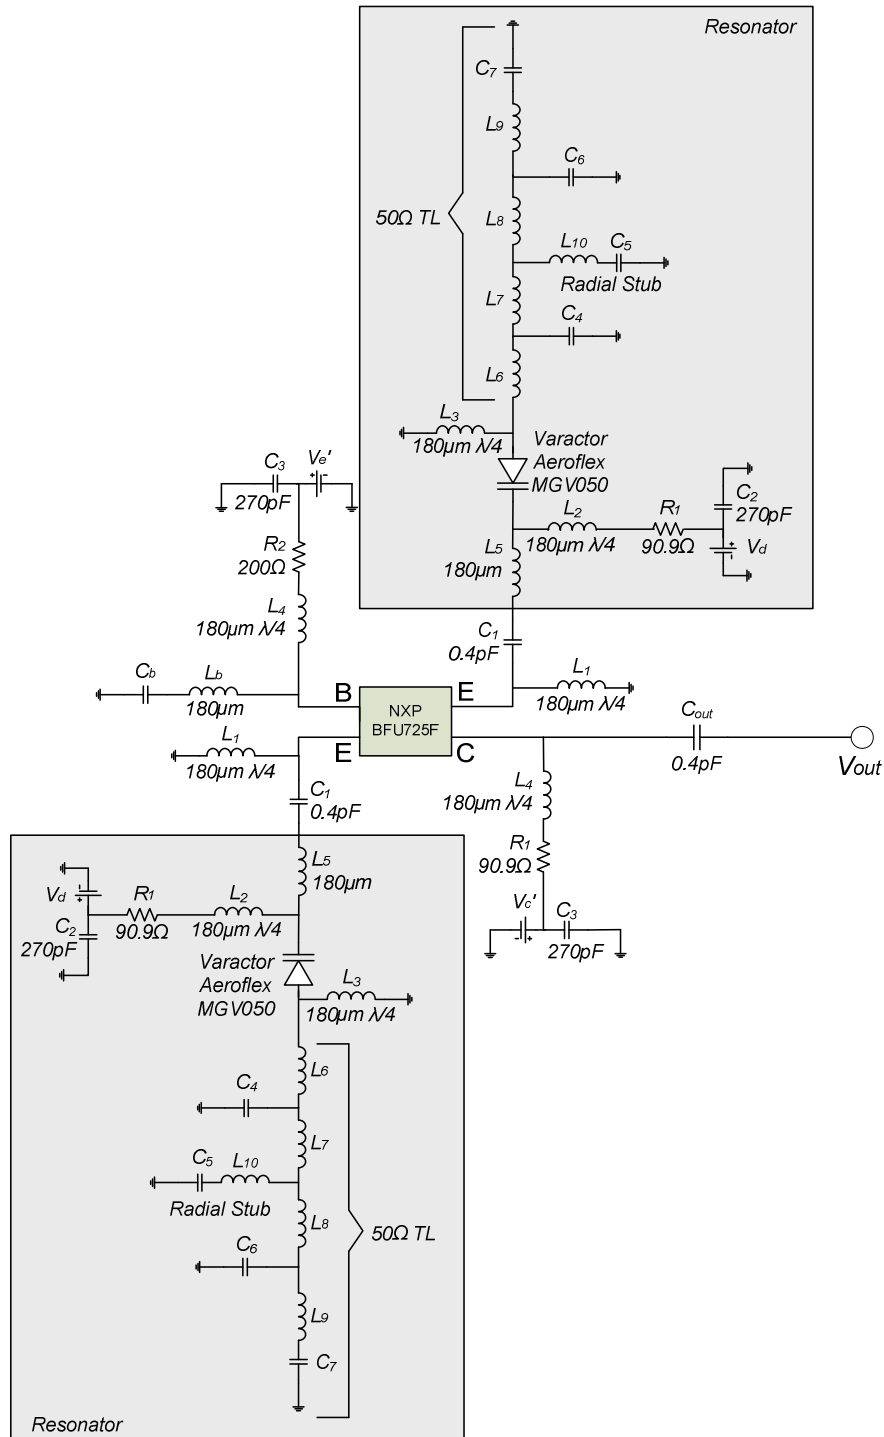 Resonator
C7
L9
C6
50Ω TL
L8
L10
C5
Radial Stub
L7
C4
L6
L3
180µm λ/4
Varactor
Aeroflex
MGV050
C3
270pF
Ve'
C2
270pF
L2
180µm λ/4
R1
90.9Ω
Vd
R2
200Ω
L5
180µm
L4
180µm λ/4
C1
0.4pF
Cb
Lb
180µm
B
E
NXP
BFU725F
L1
180µm λ/4
L1
180µm λ/4
E
C
Cout
0.4pF
Vout
C1
0.4pF
L4
180µm λ/4
R1
90.9Ω
Vc'
C3
270pF
L5
180µm
Vd
R1
90.9Ω
L2
180µm λ/4
C2
270pF
Varactor
Aeroflex
MGV050
L3
180µm λ/4
L6
C4
L7
C5
L10
Radial Stub
L8
50Ω TL
C6
L9
C7
Resonator